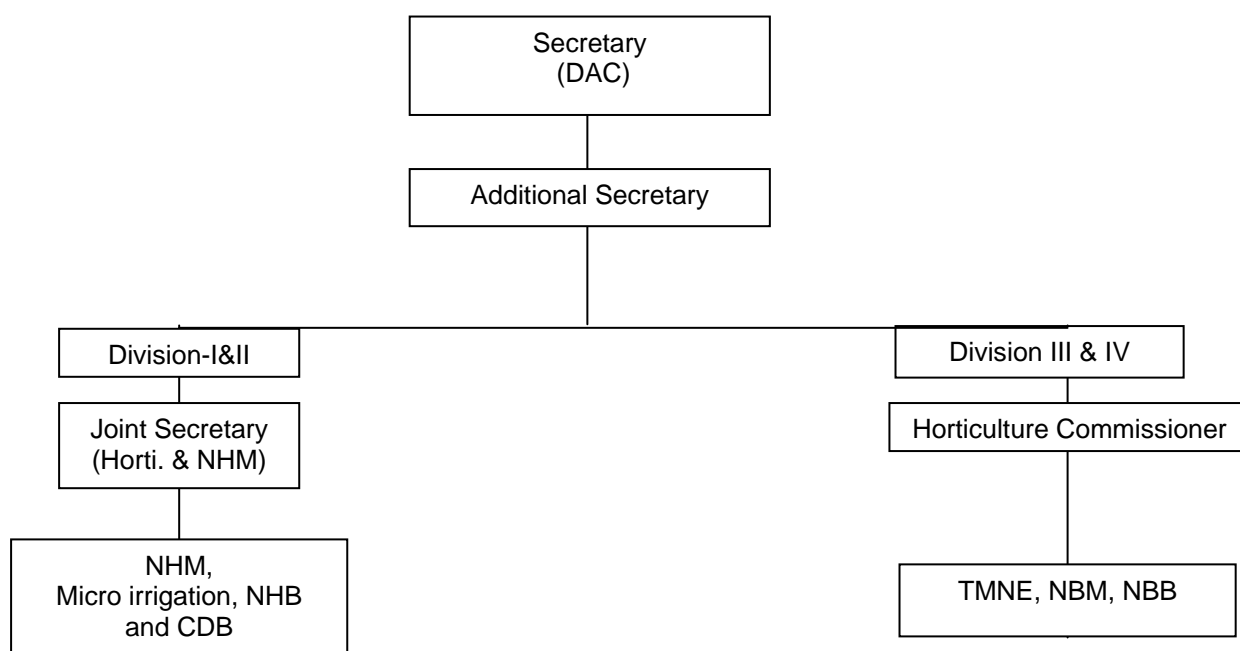 Secretary
(DAC)
Additional Secretary
Division-I&II
Division III & IV
Joint Secretary
(Horti. & NHM)
Horticulture Commissioner
NHM,
Micro irrigation, NHB
and CDB
TMNE, NBM, NBB